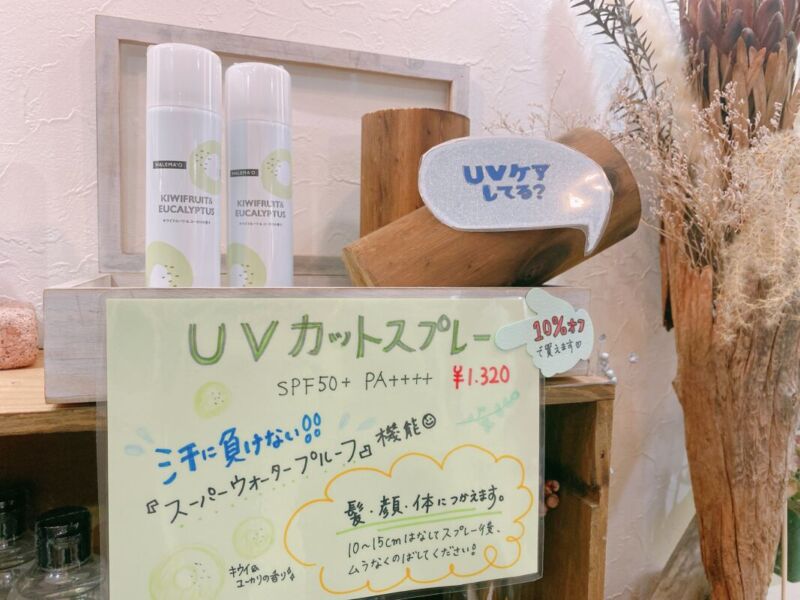 HALEMA'O
KIWIFRUIT&
EUCALYPTUS
HALEMA'O
KIWIFRUIT&
EUCALYPTUS
UVケア
してる?
UVカットスプレー
10%オフ
で買えます
SPF50+ PA++++ ¥1.320
汗に負けない!!
『スーパーウォータープルーフ』機能
髪・顔・体につかえます。
10~15cmはなしてスプレー後、
ムラなくのばしてください!
キウイ&
ユーカリの香り